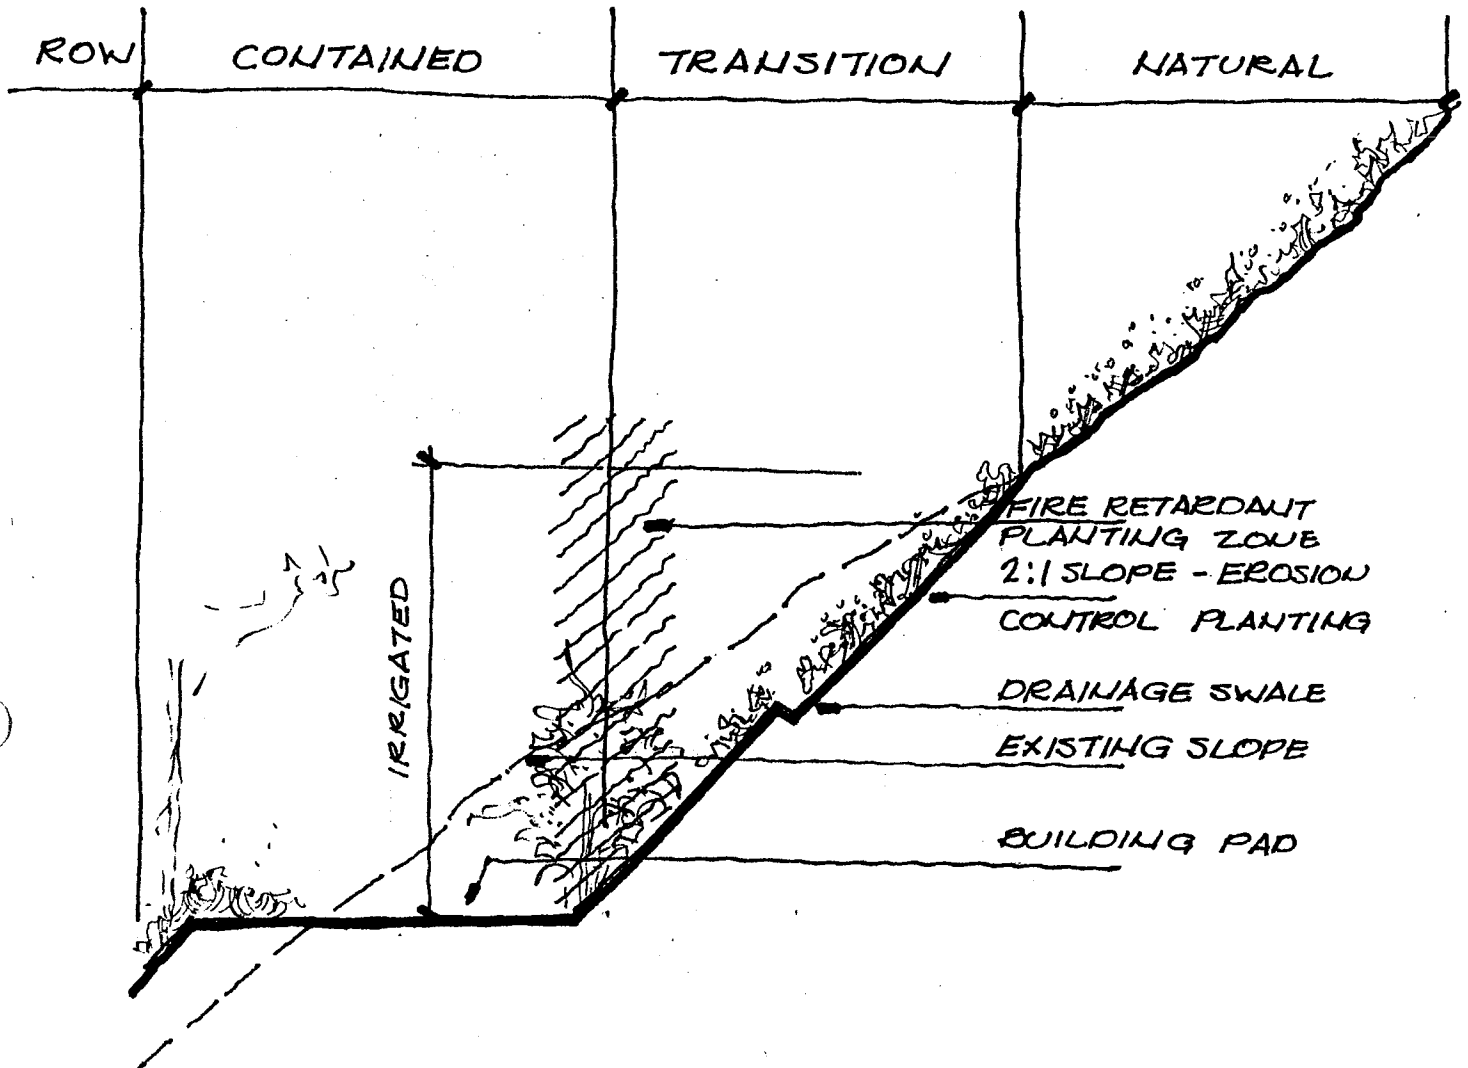 ROW CONTAINED TRANSITION NATURAL
FIRE RETARDANT
PLANTING ZONE
2:1 SLOPE - EROSION
CONTROL PLANTING
IRRIGATED
DRAINAGE SWALE
EXISTING SLOPE
BUILDING PAD